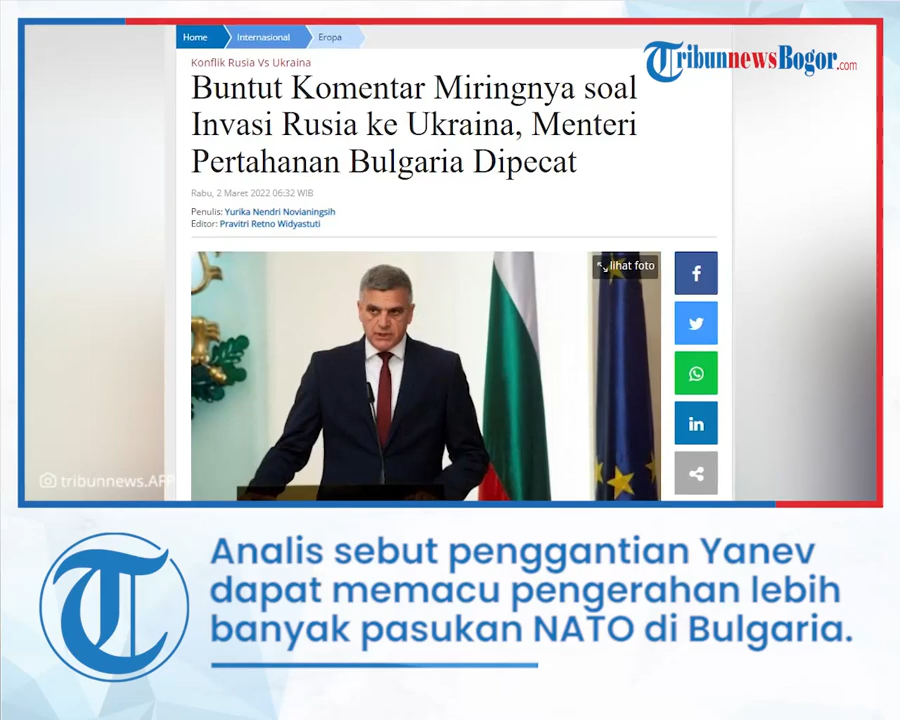 Home Internasional Eropa
TribunnewsBogor.com
Konflik Rusia Vs Ukraina
Buntut Komentar Miringnya soal
Invasi Rusia ke Ukraina, Menteri
Pertahanan Bulgaria Dipecat
Rabu, 2 Maret 2022 06:32 WIB
Penulis: Yurika Nendri Novianingsih
Editor: Pravitri Retno Widyastuti
lihat foto
tribunnews.AFP
Analis sebut penggantian Yanev
dapat memacu pengerahan lebih
banyak pasukan NATO di Bulgaria.